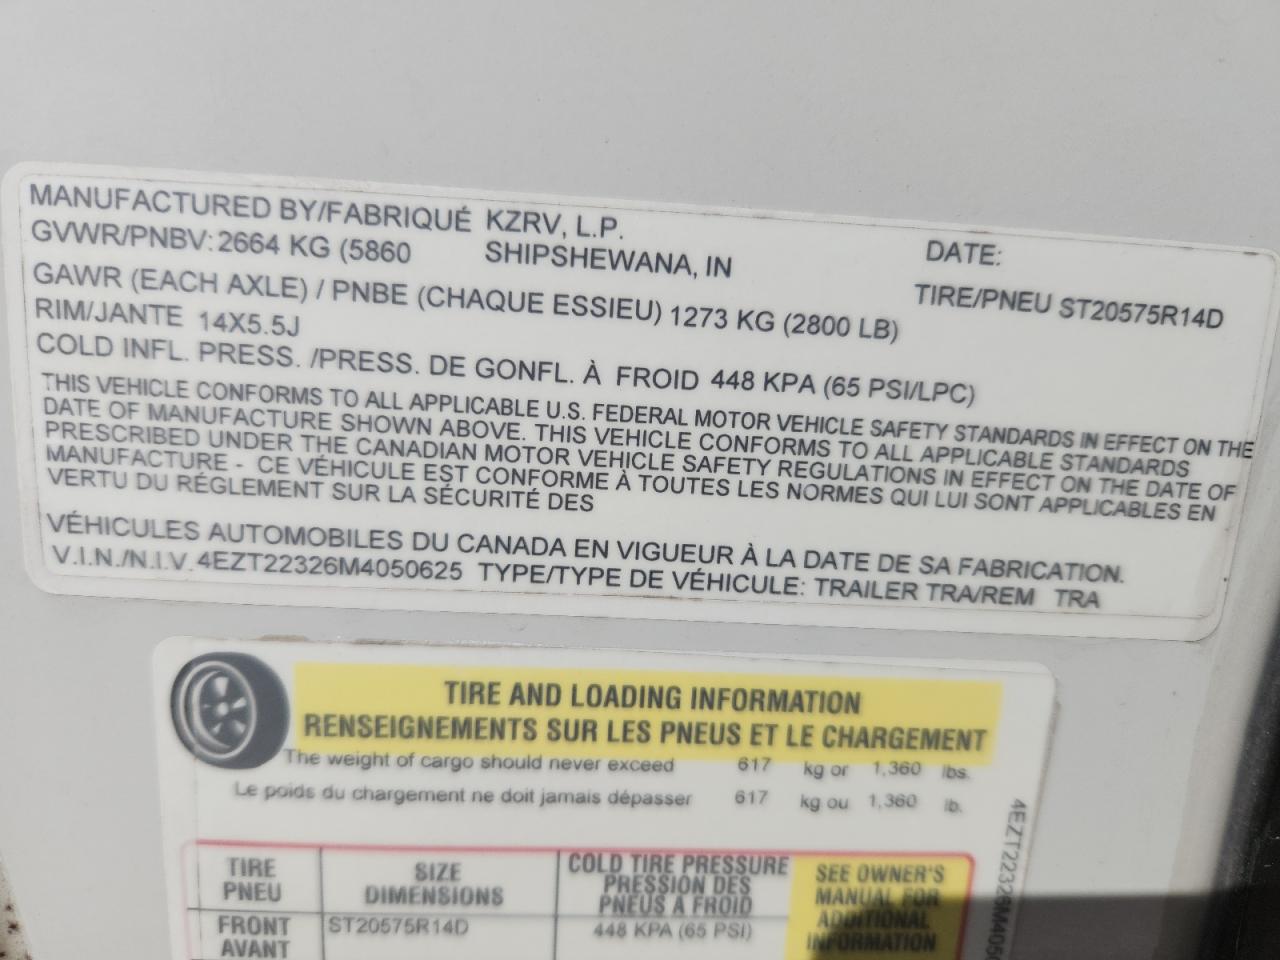 MANUFACTURED BY/FABRIQUÉ KZRV, L.P.
GVWR/PNBV: 2664 KG (5860 SHIPSHEWANA, IN DATE:
GAWR (EACH AXLE) / PNBE (CHAQUE ESSIEU) 1273 KG (2800 LB) TIRE/PNEU ST20575R14D
RIM/JANTE 14X5.5J
COLD INFL. PRESS. /PRESS. DE GONFL. À FROID 448 KPA (65 PSI/LPC)
THIS VEHICLE CONFORMS TO ALL APPLICABLE U.S. FEDERAL MOTOR VEHICLE SAFETY STANDARDS IN EFFECT ON THE
DATE OF MANUFACTURE SHOWN ABOVE. THIS VEHICLE CONFORMS TO ALL APPLICABLE STANDARDS
PRESCRIBED UNDER THE CANADIAN MOTOR VEHICLE SAFETY REGULATIONS IN EFFECT ON THE DATE OF
MANUFACTURE - CE VÉHICULE EST CONFORME À TOUTES LES NORMES QUI LUI SONT APPLICABLES EN
VERTU DU RÉGLEMENT SUR LA SÉCURITÉ DES
VÉHICULES AUTOMOBILES DU CANADA EN VIGUEUR À LA DATE DE SA FABRICATION.
V.I.N./N.I.V. 4EZT22326M4050625 TYPE/TYPE DE VÉHICULE: TRAILER TRA/REM TRA
TIRE AND LOADING INFORMATION
RENSEIGNEMENTS SUR LES PNEUS ET LE CHARGEMENT
The weight of cargo should never exceed 617 kg or 1,360 lbs.
Le poids du chargement ne doit jamais dépasser 617 kg ou 1,360 lb.
TIRE
PNEU
SIZE
DIMENSIONS
COLD TIRE PRESSURE
PRESSION DES
PNEUS A FROID
SEE OWNER'S
MANUAL FOR
ADDITIONAL
INFORMATION
FRONT
AVANT
ST20575R14D
448 KPA (65 PSI)
4EZT22326M405